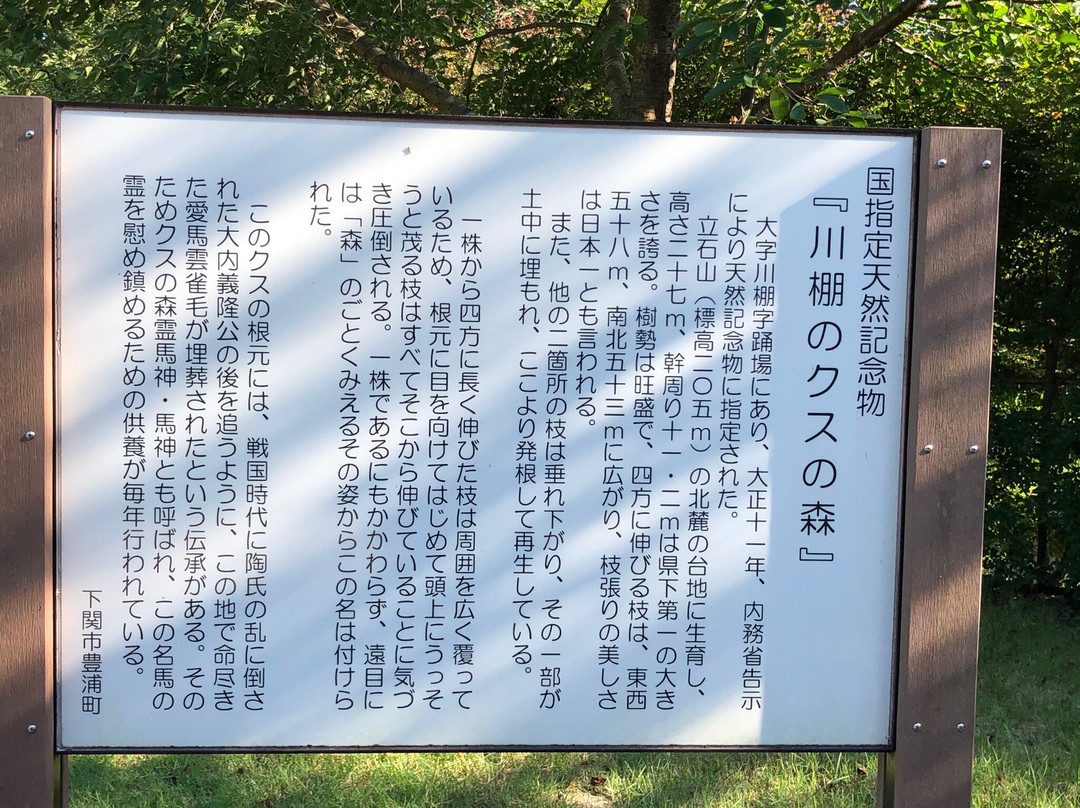 国指定天然記念物
『川棚のクスの森』
大字川棚字踊場にあり、大正十一年、内務省告示
により天然記念物に指定された。
立石山（標高二〇五m）の北麓の台地に生育し、
高さ二十七m、幹周り十一・二mは県下第一の大き
さを誇る。樹勢は旺盛で、四方に伸びる枝は、東西
五十八m、南北五十三mに広がり、枝張りの美しさ
は日本一とも言われる。
また、他の二箇所の枝は垂れ下がり、その一部が
土中に埋もれ、ここより発根して再生している。
一株から四方に長く伸びた枝は周囲を広く覆って
いるため、根元に目を向けてはじめて頭上にうっそ
うと茂る枝はすべてそこから伸びていることに気づ
き圧倒される。一株であるにもかかわらず、遠目に
は「森」のごとくみえるその姿からこの名は付けら
れた。
このクスの根元には、戦国時代に陶氏の乱に倒さ
れた大内義隆公の後を追うように、この地で命尽き
た愛馬雲雀毛が埋葬されたという伝承がある。その
ためクスの森霊馬神・馬神とも呼ばれ、この名馬の
霊を慰め鎮めるための供養が毎年行われている。
下関市豊浦町